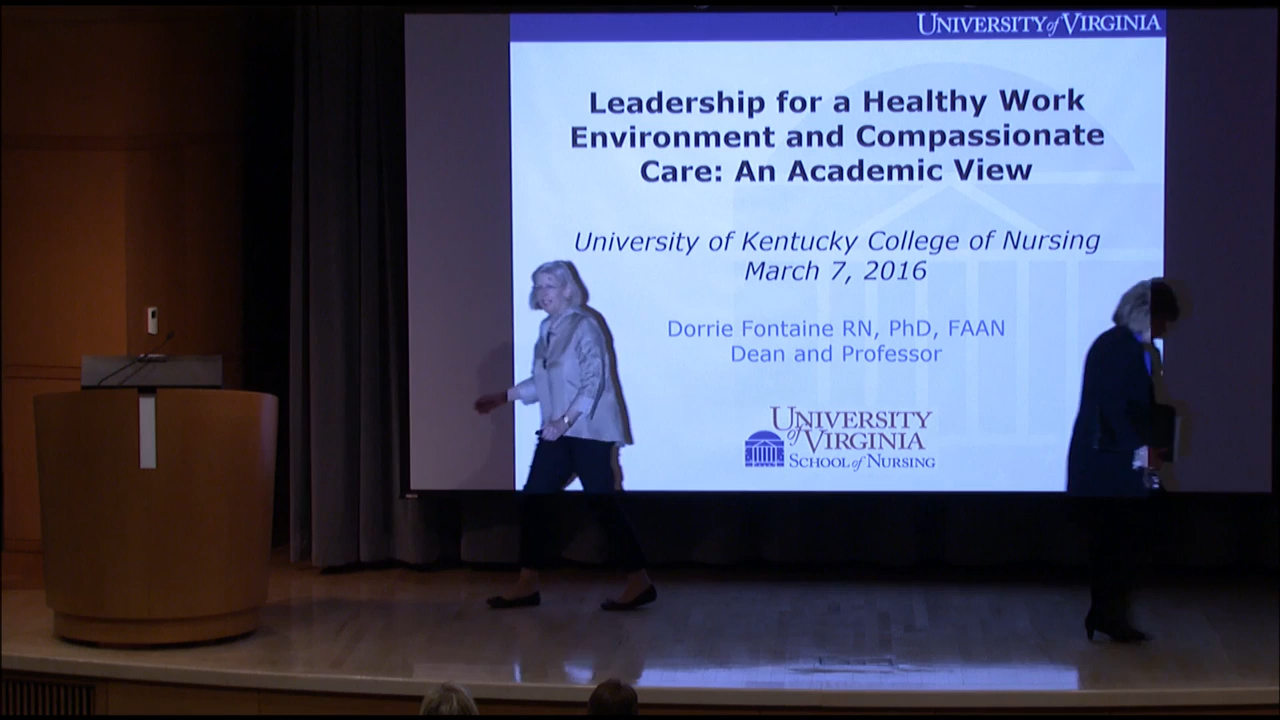 UNIVERSITY of VIRGINIA
Leadership for a Healthy Work
Environment and Compassionate
Care: An Academic View
University of Kentucky College of Nursing
March 7, 2016
Dorrie Fontaine RN, PhD, FAAN
Dean and Professor
UNIVERSITY
of VIRGINIA
SCHOOL of NURSING